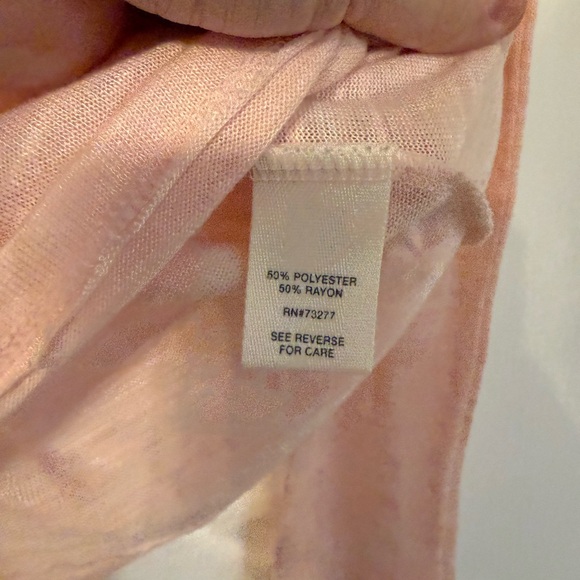 50% POLYESTER
50% RAYON
RN#73277
SEE REVERSE
FOR CARE